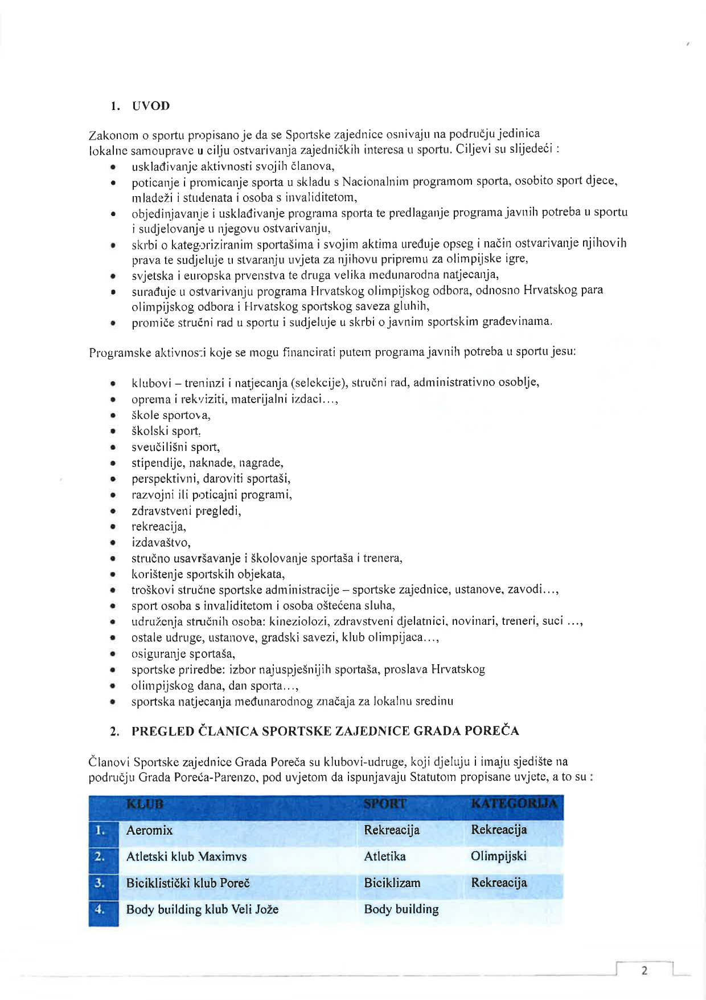 1. UVOD
Zakonom o sportu propisano je da se Sportske zajednice osnivaju na području jedinica
lokalne samouprave u cilju ostvarivanja zajedničkih interesa u sportu. Ciljevi su slijedeći :
• usklađivanje aktivnosti svojih članova,
• poticanje i promicanje sporta u skladu s Nacionalnim programom sporta, osobito sport djece,
mladeži i studenata i osoba s invaliditetom,
• objedinjavanje i usklađivanje programa sporta te predlaganje programa javnih potreba u sportu
i sudjelovanje u njegovu ostvarivanju,
• skrbi o kategoriziranim sportašima i svojim aktima uređuje opseg i način ostvarivanje njihovih
prava te sudjeluje u stvaranju uvjeta za njihovu pripremu za olimpijske igre,
• svjetska i europska prvenstva te druga velika međunarodna natjecanja,
• surađuje u ostvarivanju programa Hrvatskog olimpijskog odbora, odnosno Hrvatskog para
olimpijskog odbora i Hrvatskog sportskog saveza gluhih,
• promiče stručni rad u sportu i sudjeluje u skrbi o javnim sportskim građevinama.
Programske aktivnosti koje se mogu financirati putem programa javnih potreba u sportu jesu:
• klubovi – treninzi i natjecanja (selekcije), stručni rad, administrativno osoblje,
• oprema i rekviziti, materijalni izdaci...,
• škole sportova,
• školski sport,
• sveučilišni sport,
• stipendije, naknade, nagrade,
• perspektivni, daroviti sportaši,
• razvojni ili poticajni programi,
• zdravstveni pregledi,
• rekreacija,
• izdavaštvo,
• stručno usavršavanje i školovanje sportaša i trenera,
• korištenje sportskih objekata,
• troškovi stručne sportske administracije – sportske zajednice, ustanove, zavodi...,
• sport osoba s invaliditetom i osoba oštećena sluha,
• udruženja stručnih osoba: kineziolozi, zdravstveni djelatnici, novinari, treneri, suci ...,
• ostale udruge, ustanove, gradski savezi, klub olimpijaca...,
• osiguranje sportaša,
• sportske priredbe: izbor najuspješnijih sportaša, proslava Hrvatskog
• olimpijskog dana, dan sporta...,
• sportska natjecanja međunarodnog značaja za lokalnu sredinu
2. PREGLED ČLANICA SPORTSKE ZAJEDNICE GRADA POREČA
Članovi Sportske zajednice Grada Poreča su klubovi-udruge, koji djeluju i imaju sjedište na
području Grada Poreča-Parenzo, pod uvjetom da ispunjavaju Statutom propisane uvjete, a to su :
KLUB SPORT KATEGORIJA
1. Aeromix Rekreacija Rekreacija
2. Atletski klub Maximvs Atletika Olimpijski
3. Biciklistički klub Poreč Biciklizam Rekreacija
4. Body building klub Veli Jože Body building
2